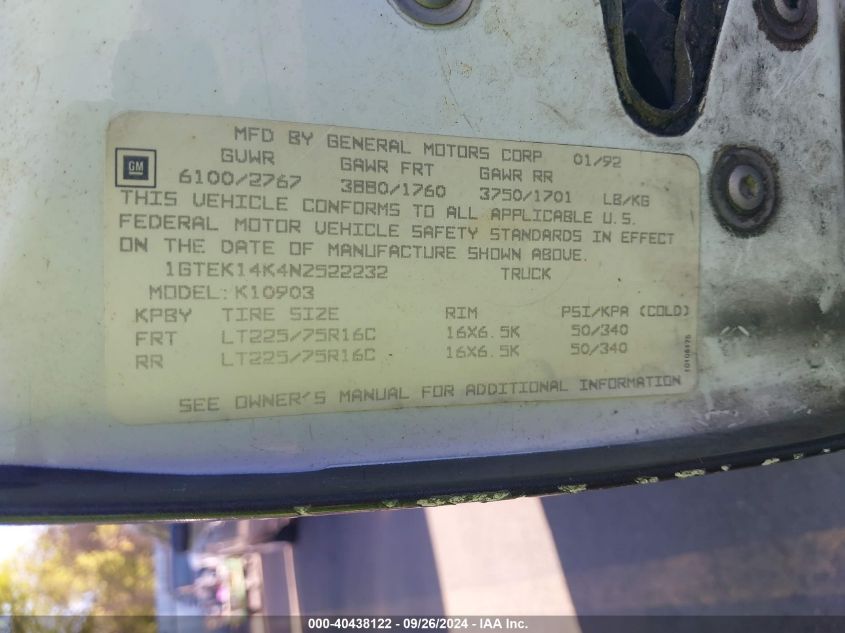 MFD BY GENERAL MOTORS CORP 01/92
GM
GVWR GAWR FRT GAWR RR
6100/2767 3880/1760 3750/1701 LB/KG
THIS VEHICLE CONFORMS TO ALL APPLICABLE U.S.
FEDERAL MOTOR VEHICLE SAFETY STANDARDS IN EFFECT
ON THE DATE OF MANUFACTURE SHOWN ABOVE.
1GTEK14K4NZ522232 TRUCK
MODEL: K10903
KPBY TIRE SIZE RIM PSI/KPA (COLD)
FRT LT225/75R16C 16X6.5K 50/340
RR LT225/75R16C 16X6.5K 50/340
SEE OWNER'S MANUAL FOR ADDITIONAL INFORMATION
000-40438122 - 09/26/2024 - IAA Inc.